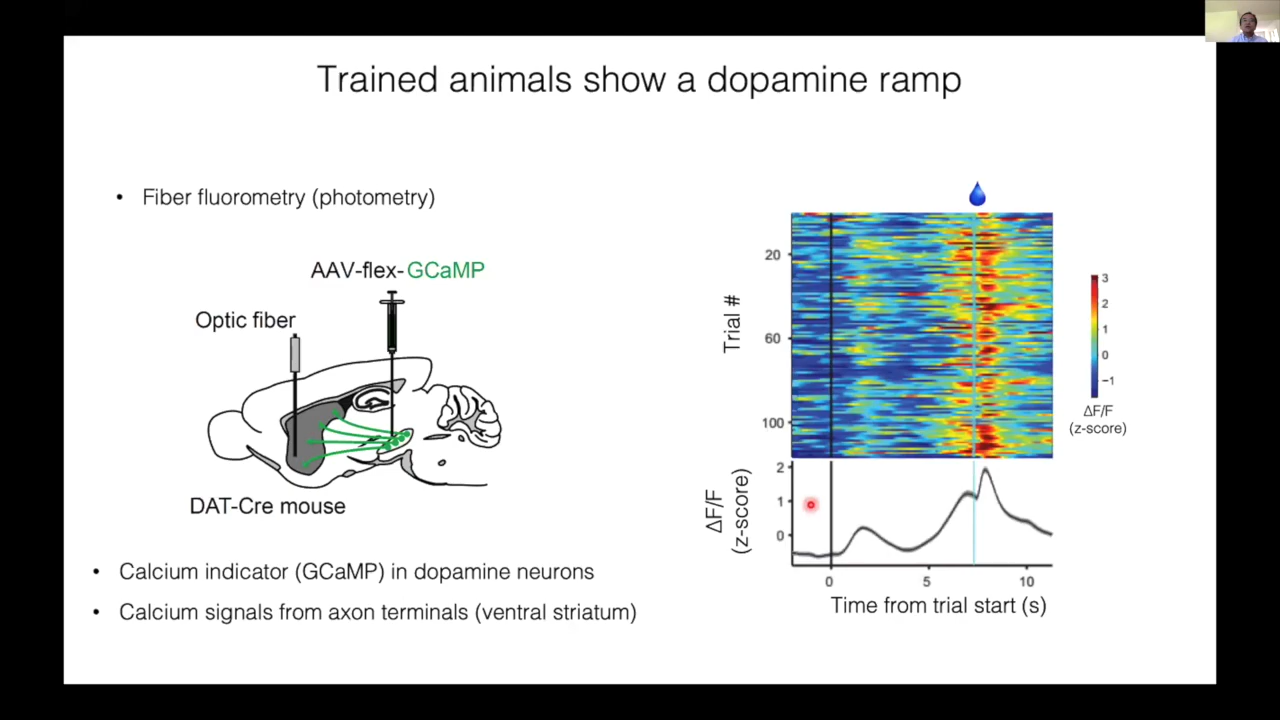 Trained animals show a dopamine ramp
• Fiber fluorometry (photometry)
AAV-flex-GCaMP
Optic fiber
DAT-Cre mouse
• Calcium indicator (GCaMP) in dopamine neurons
• Calcium signals from axon terminals (ventral striatum)
Trial #
20
60
100
3
2
1
0
−1
ΔF/F
(z-score)
ΔF/F
(z-score)
2
1
0
0
5
10
Time from trial start (s)